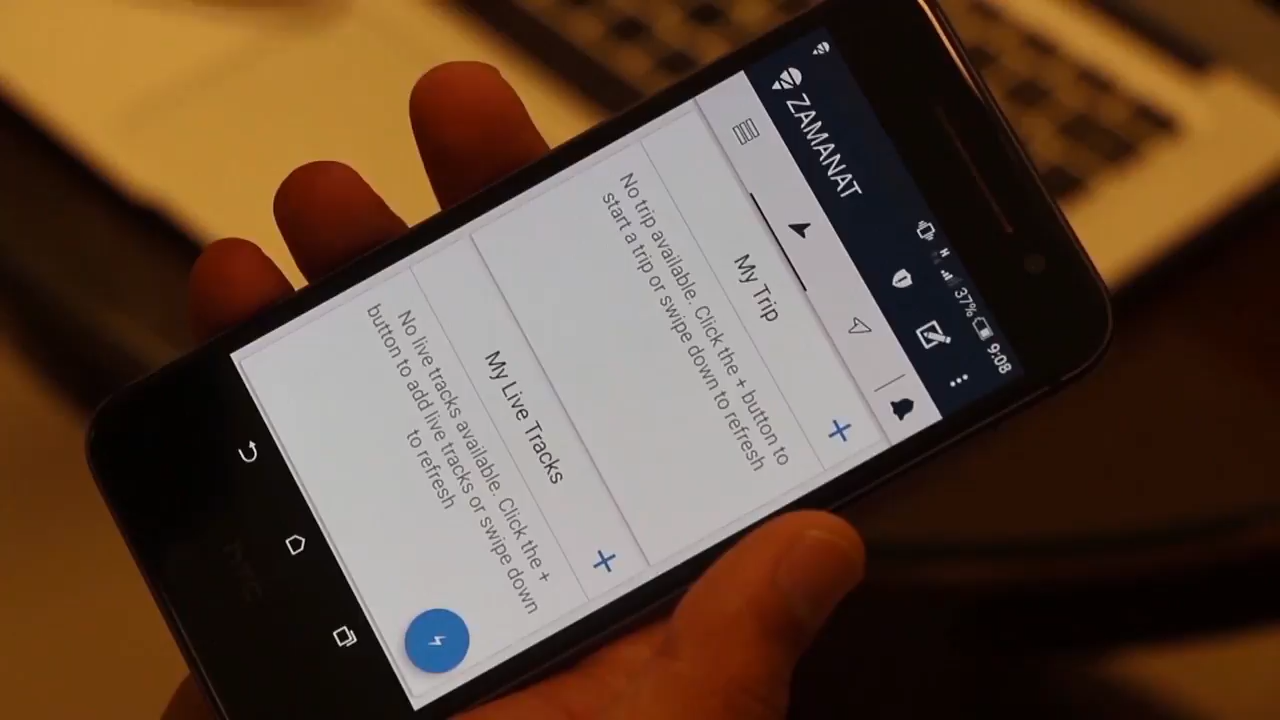 H
37%
9:08
ZAMANAT
My Trip
No trip available. Click the + button to
start a trip or swipe down to refresh
My Live Tracks
No live tracks available. Click the +
button to add live tracks or swipe down
to refresh
hTC